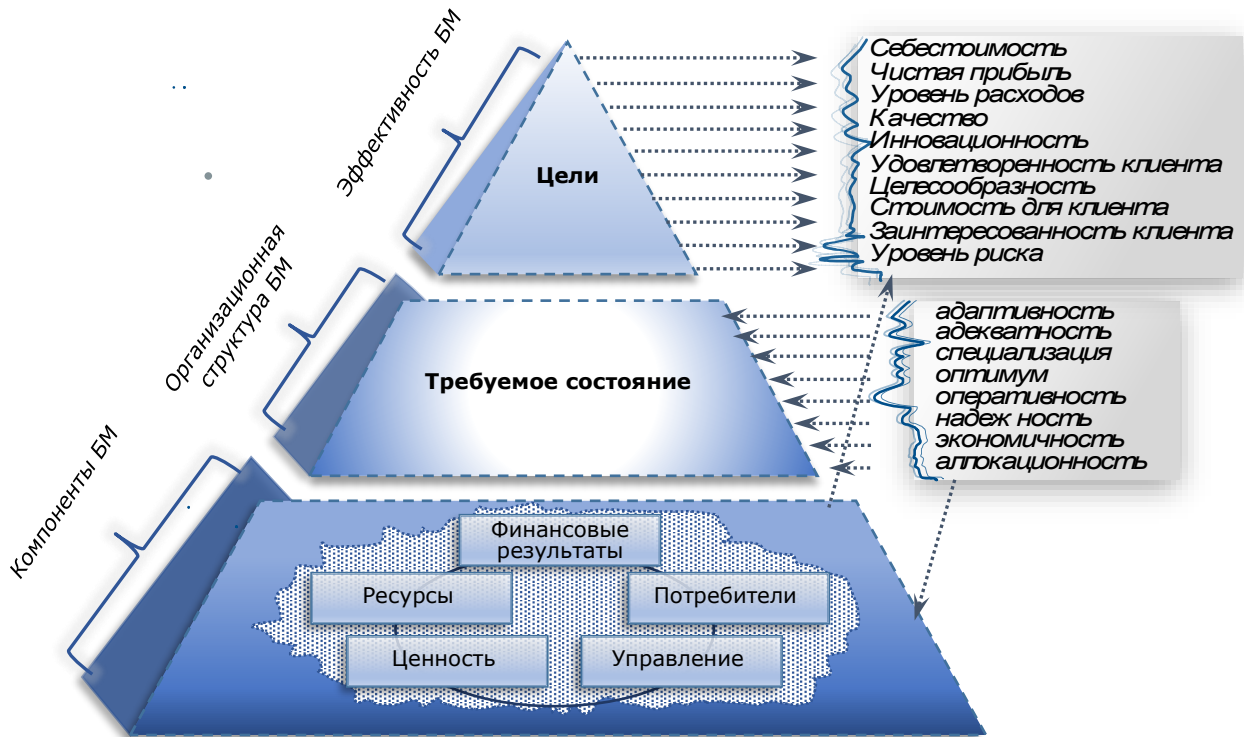 Эффективность БМ
Цели
Себестоимость
Чистая прибыль
Уровень расходов
Качество
Инновационность
Удовлетворенность клиента
Целесообразность
Стоимость для клиента
Заинтересованность клиента
Уровень риска
Организационная
структура БМ
Требуемое состояние
адаптивность
адекватность
специализация
оптимум
оперативность
надеж ность
экономичность
аллокационность
Компоненты БМ
Финансовые
результаты
Ресурсы
Потребители
Ценность
Управление